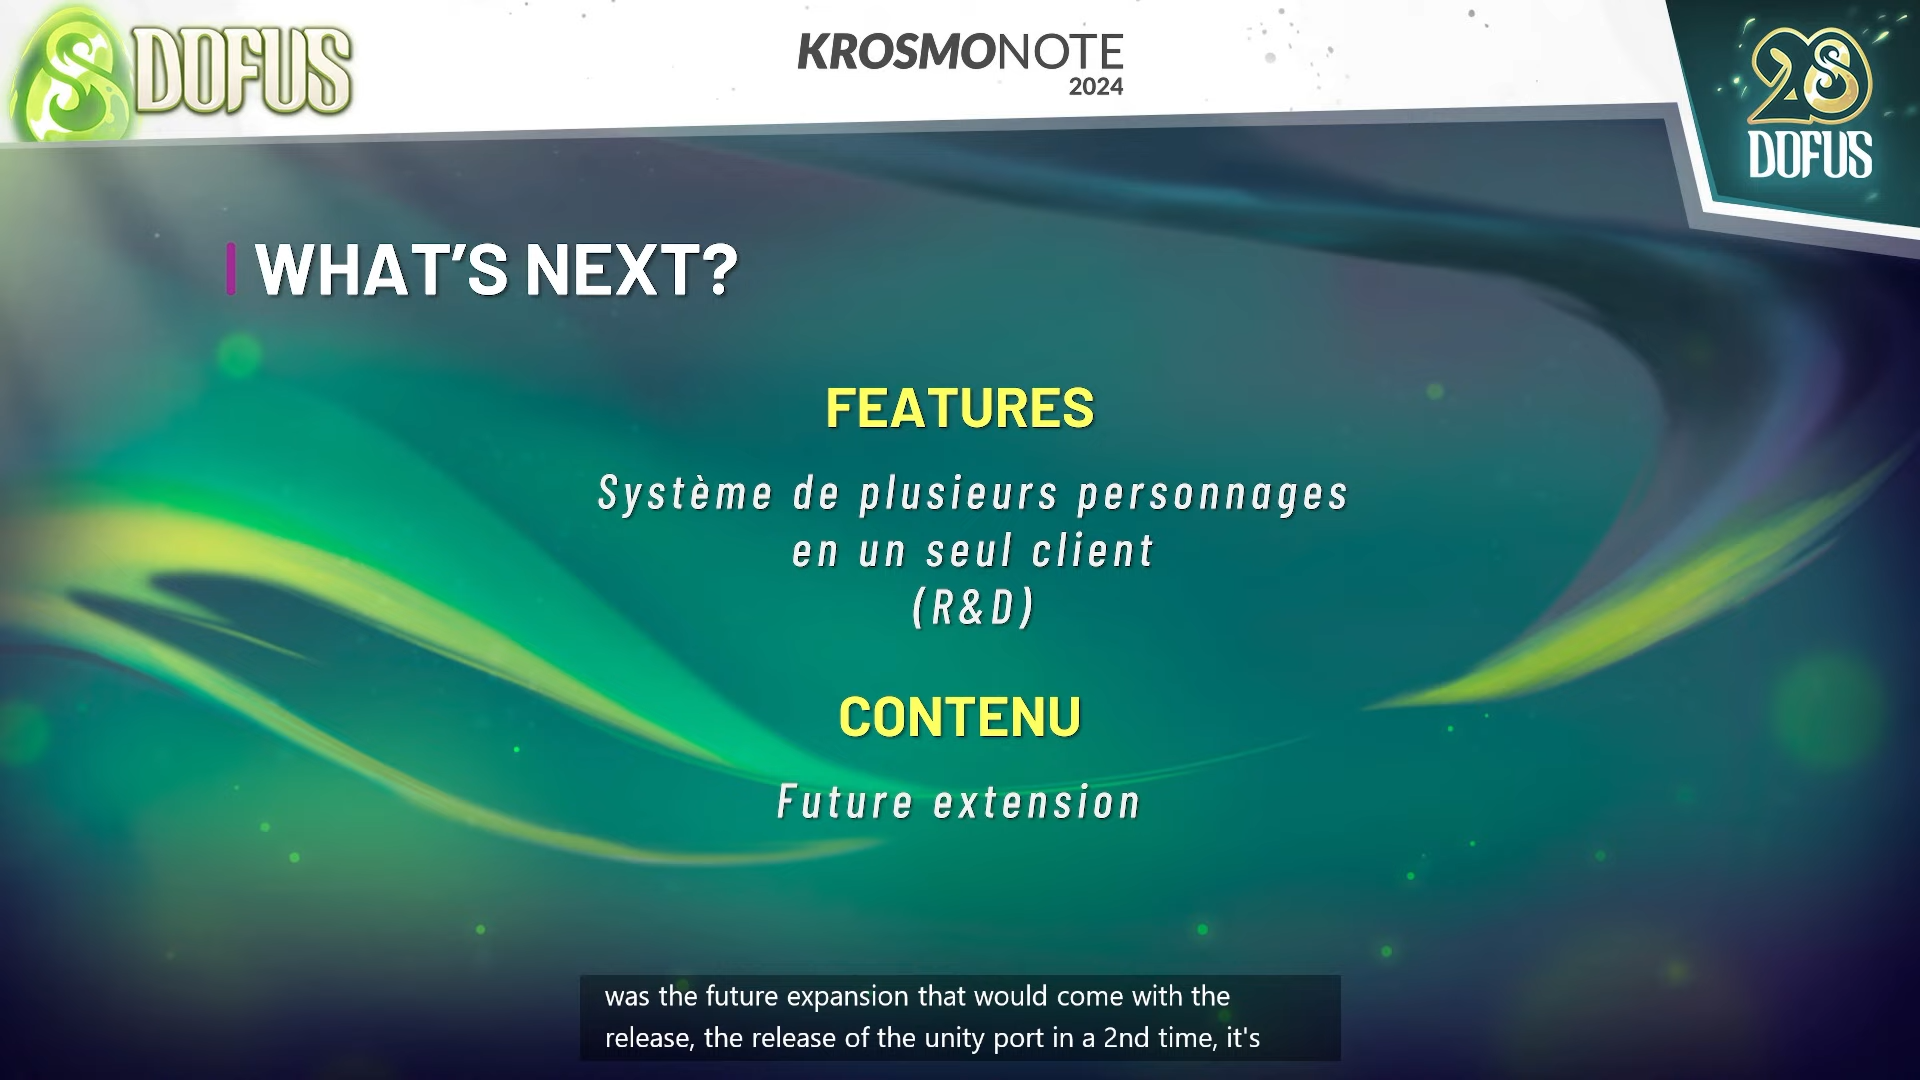 DOFUS
KROSMONOTE
2024
20
DOFUS
WHAT'S NEXT?
FEATURES
Système de plusieurs personnages
en un seul client
(R&D)
CONTENU
Future extension
was the future expansion that would come with the
release, the release of the unity port in a 2nd time, it's